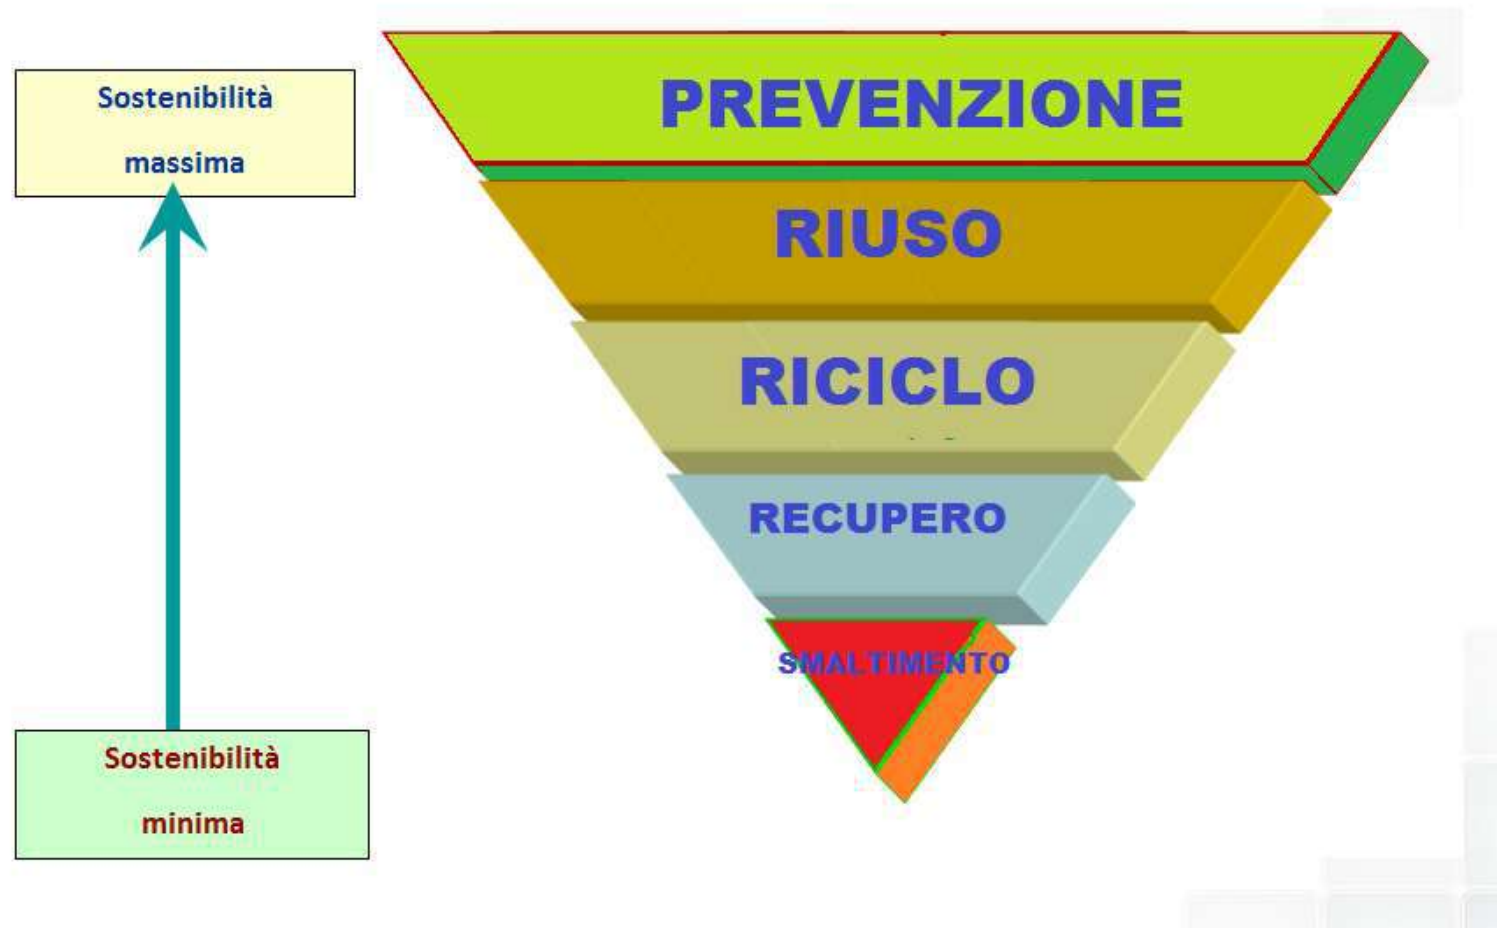 Sostenibilità
massima
PREVENZIONE
RIUSO
RICICLO
RECUPERO
SMALTIMENTO
Sostenibilità
minima